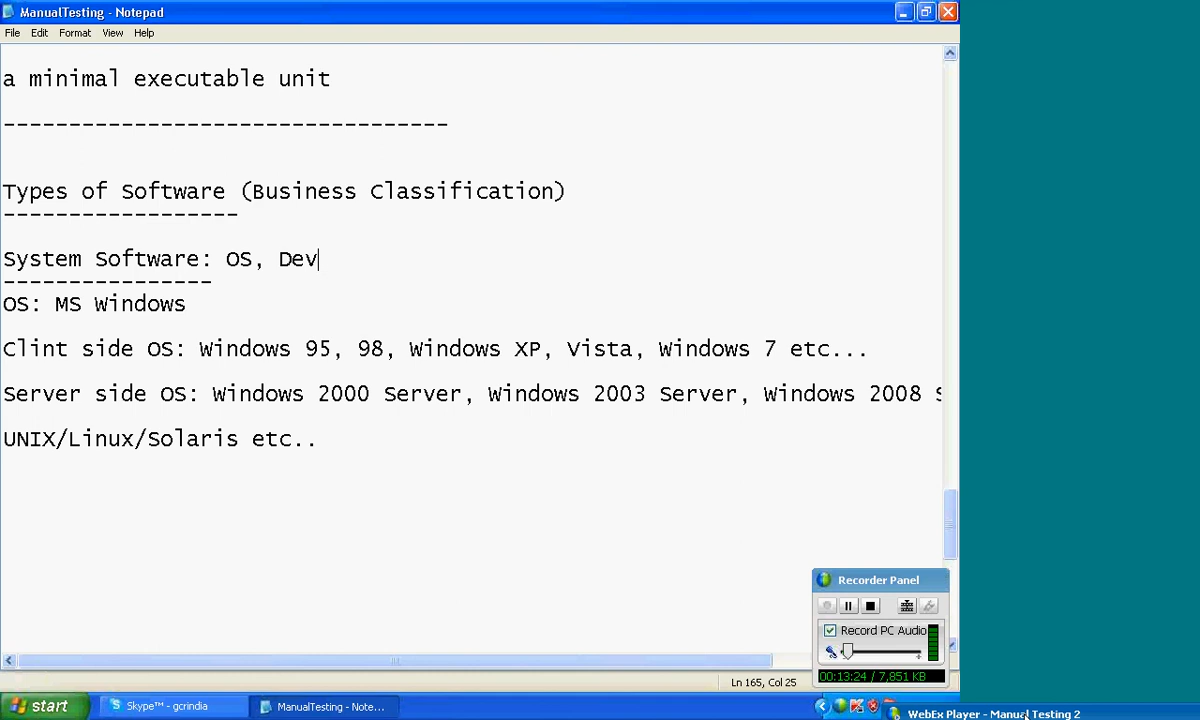 ManualTesting - Notepad
File Edit Format View Help
a minimal executable unit
----------------------------------
Types of Software (Business Classification)
------------------
System Software: OS, Dev
----------------
OS: MS Windows
Clint side OS: Windows 95, 98, Windows XP, Vista, Windows 7 etc...
Server side OS: Windows 2000 Server, Windows 2003 Server, Windows 2008 S
UNIX/Linux/Solaris etc..
Recorder Panel
Record PC Audio
00:13:24 / 7,851 KB
Ln 165, Col 25
start
Skype™ - gcrindia
ManualTesting - Note...
WebEx Player - Manual Testing 2